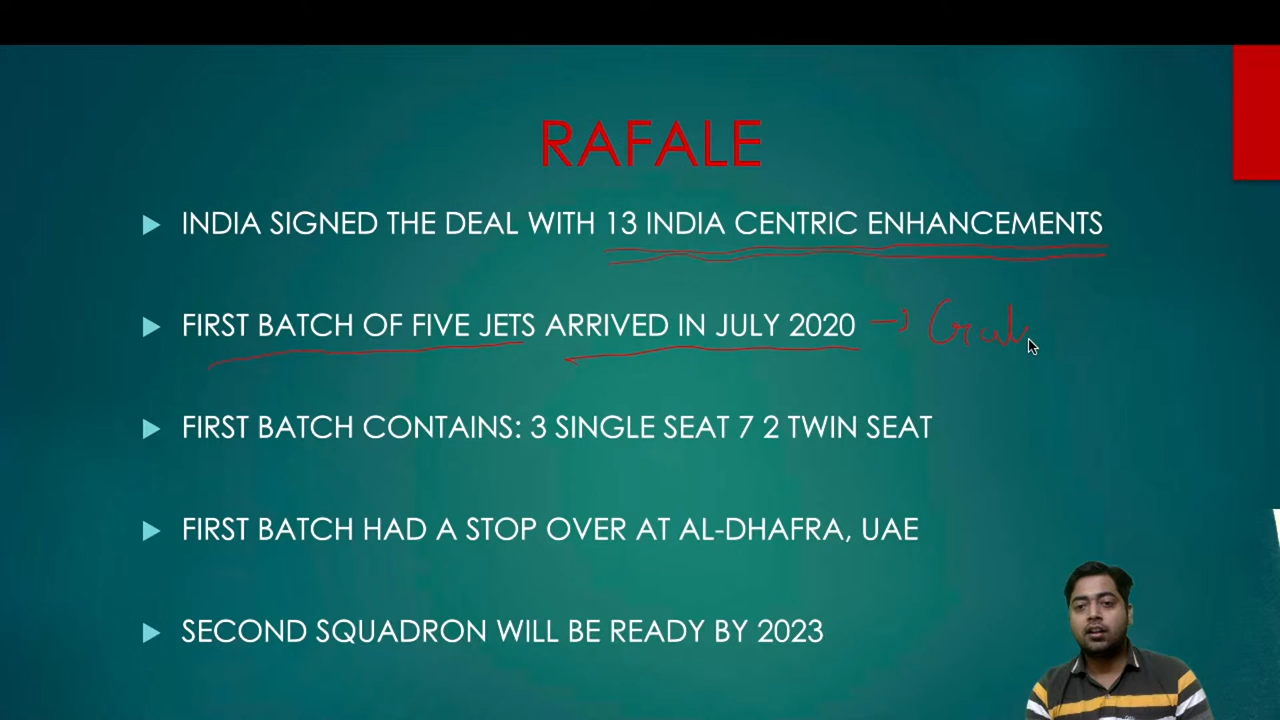 RAFALE
INDIA SIGNED THE DEAL WITH 13 INDIA CENTRIC ENHANCEMENTS
FIRST BATCH OF FIVE JETS ARRIVED IN JULY 2020 →
FIRST BATCH CONTAINS: 3 SINGLE SEAT 7 2 TWIN SEAT
FIRST BATCH HAD A STOP OVER AT AL-DHAFRA, UAE
SECOND SQUADRON WILL BE READY BY 2023